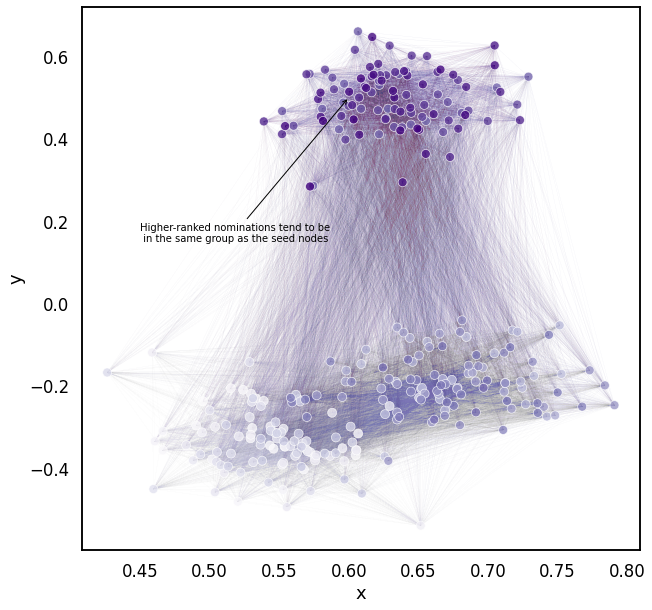 0.6
0.4
0.2
0.0
−0.2
−0.4
y
Higher-ranked nominations tend to be
in the same group as the seed nodes
0.45 0.50 0.55 0.60 0.65 0.70 0.75 0.80
x